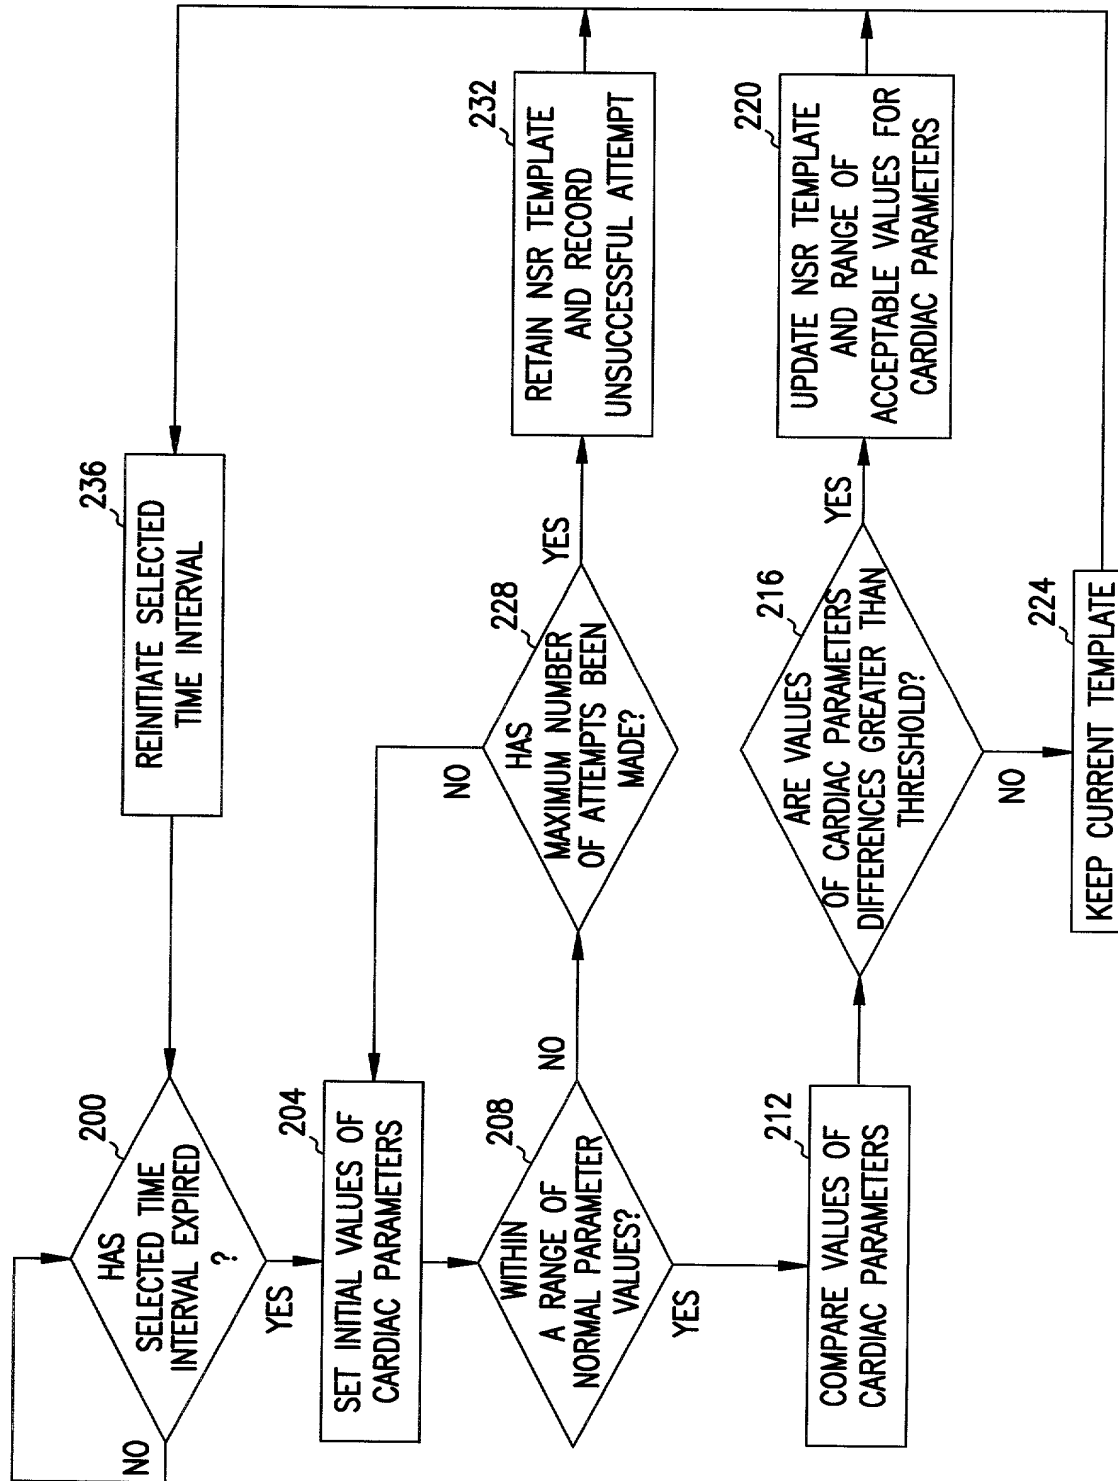 200
HAS
SELECTED TIME
INTERVAL EXPIRED
?
NO
YES
236
REINITIATE SELECTED
TIME INTERVAL
204
SET INITIAL VALUES OF
CARDIAC PARAMETERS
208
WITHIN
A RANGE OF
NORMAL PARAMETER
VALUES?
NO
YES
228
HAS
MAXIMUM NUMBER
OF ATTEMPTS BEEN
MADE?
NO
YES
232
RETAIN NSR TEMPLATE
AND RECORD
UNSUCCESSFUL ATTEMPT
212
COMPARE VALUES OF
CARDIAC PARAMETERS
216
ARE VALUES
OF CARDIAC PARAMETERS
DIFFERENCES GREATER THAN
THRESHOLD?
YES
NO
220
UPDATE NSR TEMPLATE
AND RANGE OF
ACCEPTABLE VALUES FOR
CARDIAC PARAMETERS
224
KEEP CURRENT TEMPLATE